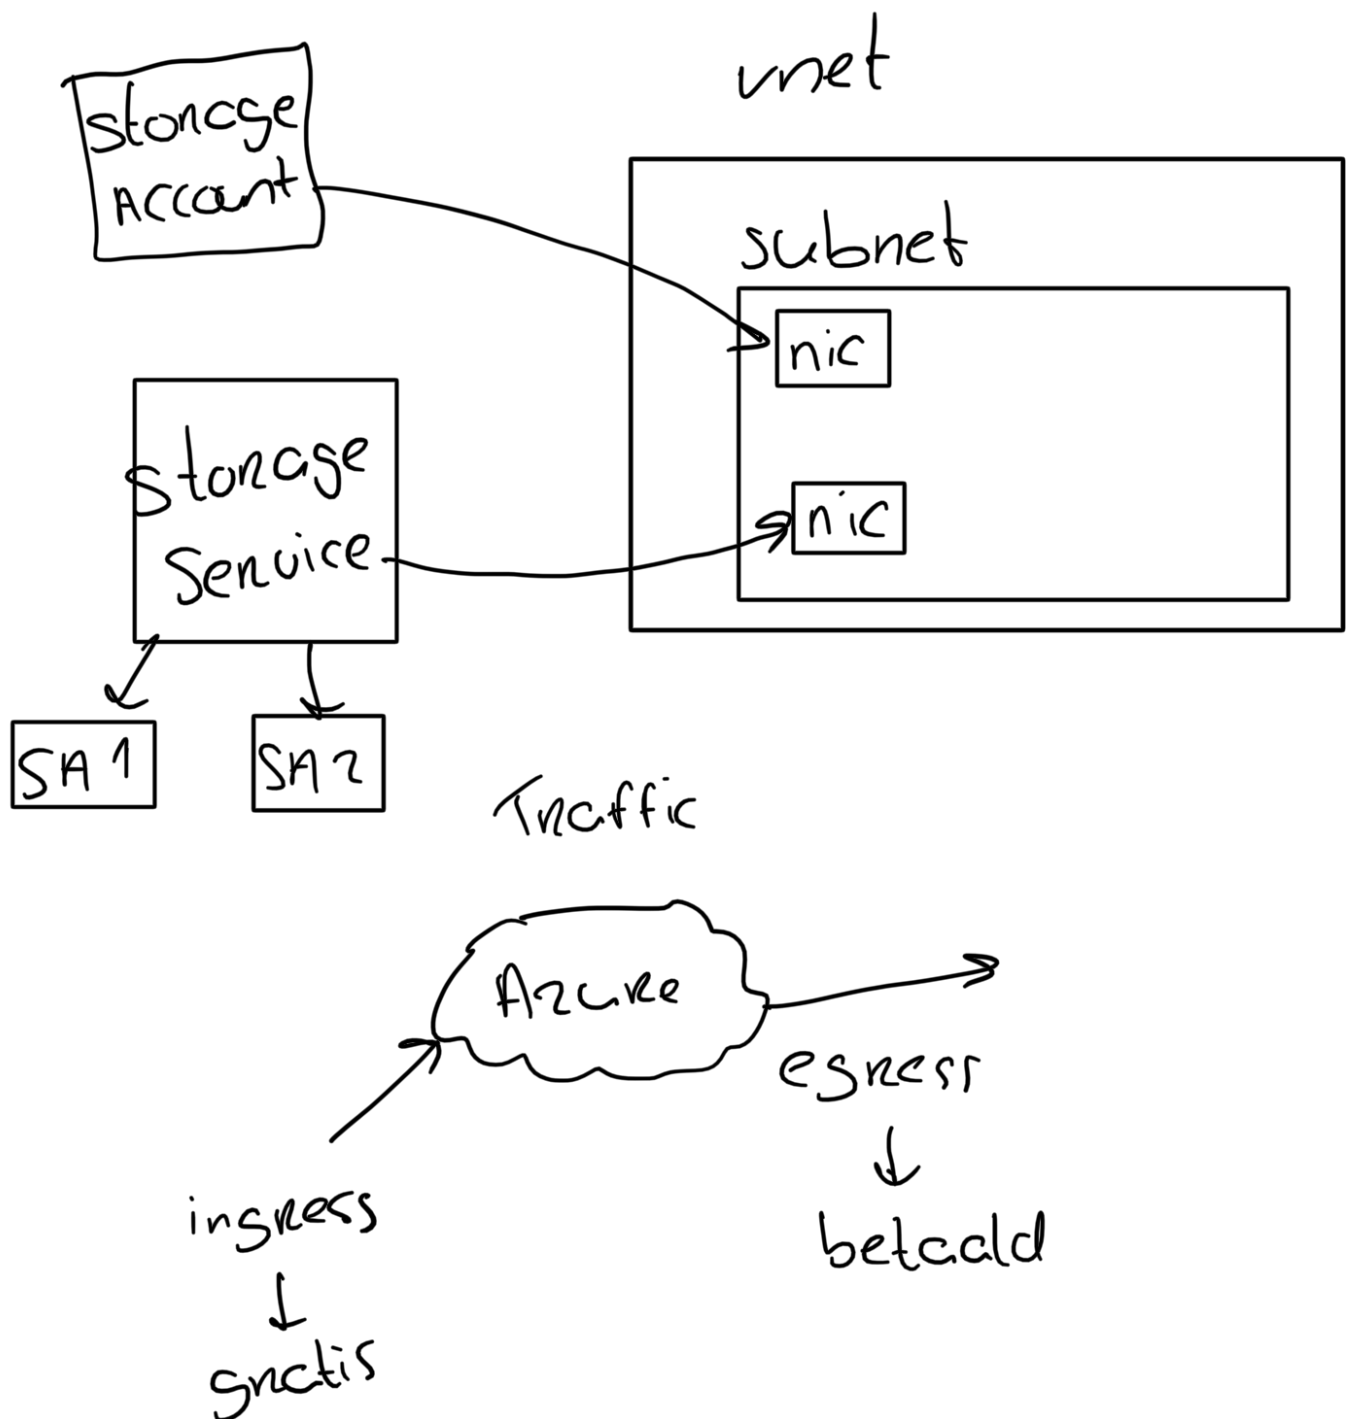 vnet
storage
Account
subnet
nic
storage
Service
nic
SA 1
SA 2
Traffic
Azure
egress
ingress
betaald
gratis